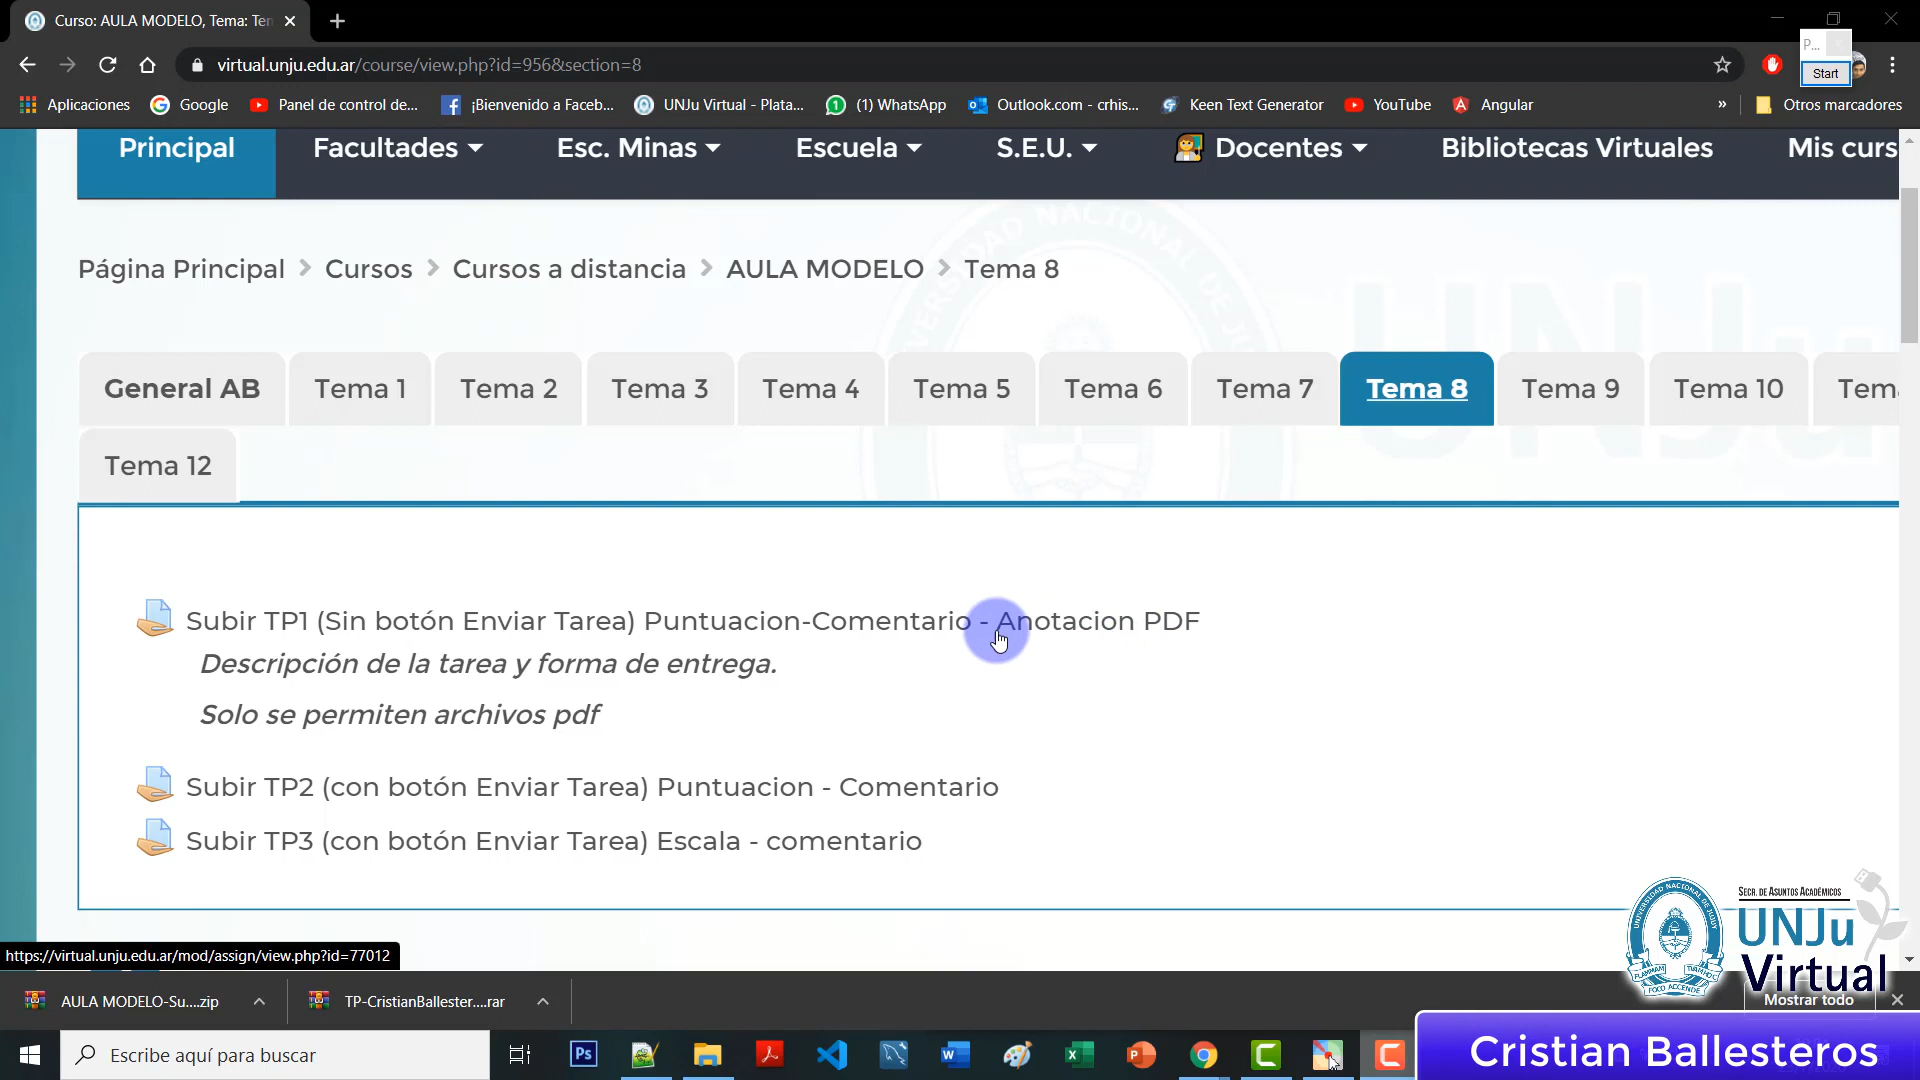 Curso: AULA MODELO, Tema: Ten
P...
Start
virtual.unju.edu.ar/course/view.php?id=956&section=8
Aplicaciones
Google
Panel de control de...
¡Bienvenido a Faceb...
UNJu Virtual - Plata...
(1) WhatsApp
Outlook.com - crhis...
Keen Text Generator
YouTube
Angular
»
Otros marcadores
Principal
Facultades
Esc. Minas
Escuela
S.E.U.
Docentes
Bibliotecas Virtuales
Mis curs
Página Principal > Cursos > Cursos a distancia > AULA MODELO > Tema 8
General AB
Tema 1
Tema 2
Tema 3
Tema 4
Tema 5
Tema 6
Tema 7
Tema 8
Tema 9
Tema 10
Tem
Tema 12
Subir TP1 (Sin botón Enviar Tarea) Puntuacion-Comentario - Anotacion PDF
Descripción de la tarea y forma de entrega.
Solo se permiten archivos pdf
Subir TP2 (con botón Enviar Tarea) Puntuacion - Comentario
Subir TP3 (con botón Enviar Tarea) Escala - comentario
Secr. de Asuntos Académicos
UNJu
Virtual
https://virtual.unju.edu.ar/mod/assign/view.php?id=77012
AULA MODELO-Su....zip
TP-CristianBallester....rar
Mostrar todo
Escribe aquí para buscar
Cristian Ballesteros